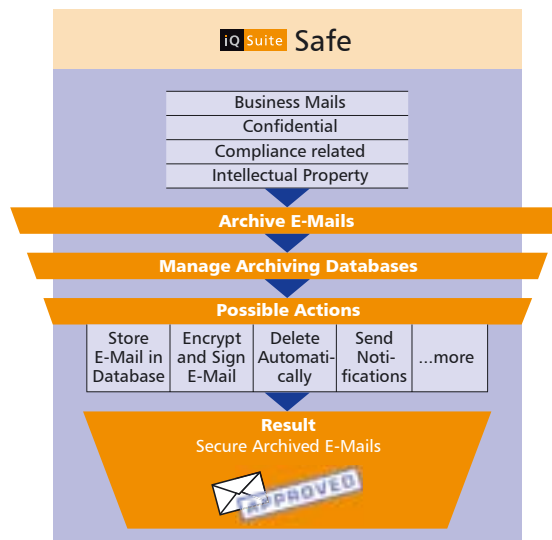 iQ Suite Safe
Business Mails
Confidential
Compliance related
Intellectual Property
Archive E-Mails
Manage Archiving Databases
Possible Actions
Store
E-Mail in
Database
Encrypt
and Sign
E-Mail
Delete
Automati-
cally
Send
Noti-
fications
...more
Result
Secure Archived E-Mails
APPROVED